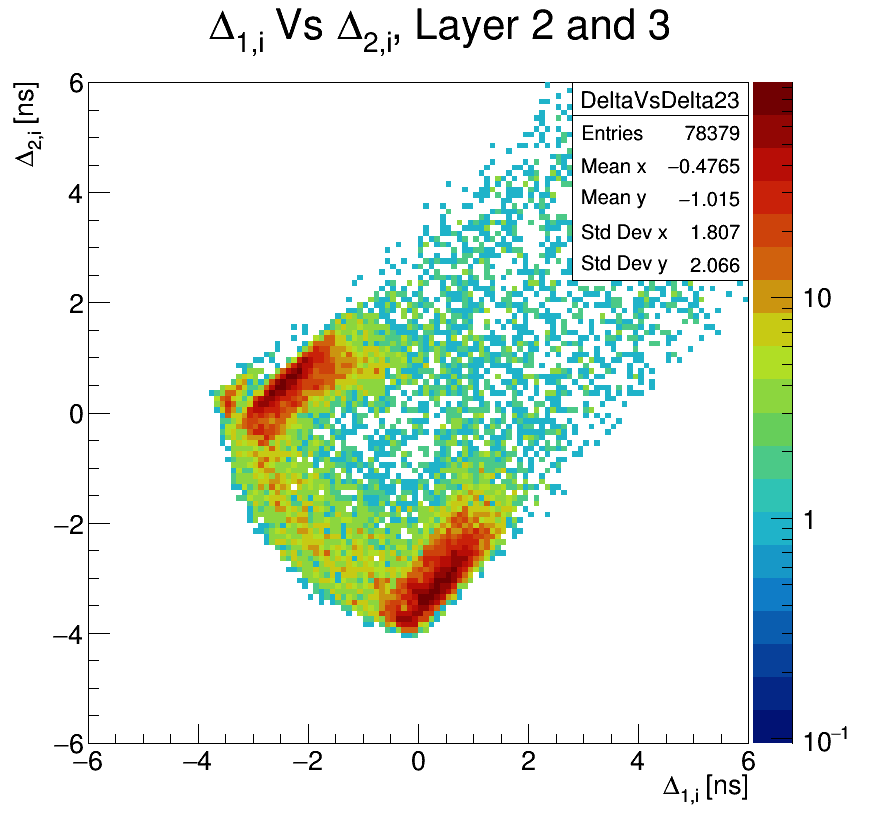 Δ1,i Vs Δ2,i, Layer 2 and 3
Δ2,i [ns]
6
4
2
0
−2
−4
−6
DeltaVsDelta23
Entries 78379
Mean x −0.4765
Mean y −1.015
Std Dev x 1.807
Std Dev y 2.066
10
1
10−1
−6 −4 −2 0 2 4 6
Δ1,i [ns]